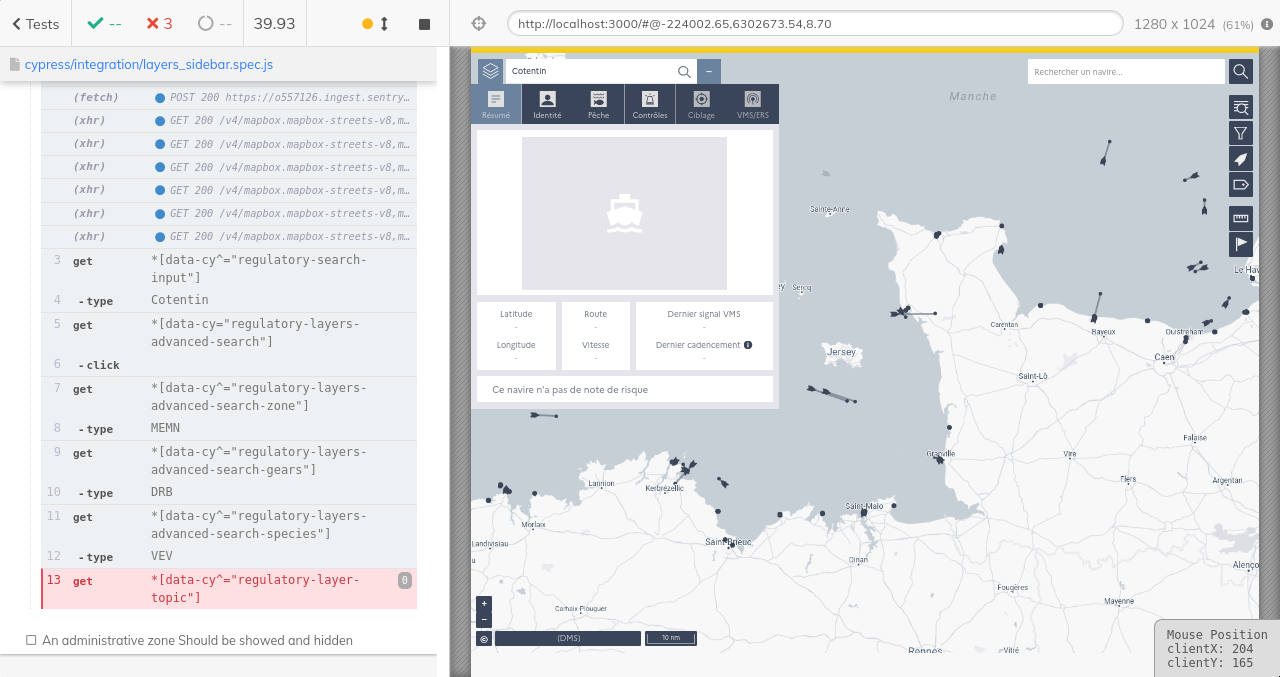 Tests
--
3
--
39.93
http://localhost:3000/#@-224002.65,6302673.54,8.70
1280 x 1024 (61%)
cypress/integration/layers_sidebar.spec.js
(fetch) POST 200 https://o557126.ingest.sentry…
(xhr) GET 200 /v4/mapbox.mapbox-streets-v8,m…
(xhr) GET 200 /v4/mapbox.mapbox-streets-v8,m…
(xhr) GET 200 /v4/mapbox.mapbox-streets-v8,m…
(xhr) GET 200 /v4/mapbox.mapbox-streets-v8,m…
(xhr) GET 200 /v4/mapbox.mapbox-streets-v8,m…
(xhr) GET 200 /v4/mapbox.mapbox-streets-v8,m…
3 get *[data-cy^="regulatory-search-
input"]
4 -type Cotentin
5 get *[data-cy="regulatory-layers-
advanced-search"]
6 -click
7 get *[data-cy^="regulatory-layers-
advanced-search-zone"]
8 -type MEMN
9 get *[data-cy^="regulatory-layers-
advanced-search-gears"]
10 -type DRB
11 get *[data-cy^="regulatory-layers-
advanced-search-species"]
12 -type VEV
13 get *[data-cy^="regulatory-layer-
topic"]
0
An administrative zone Should be showed and hidden
Cotentin
Rechercher un navire...
Résumé
Identité
Pêche
Contrôles
Ciblage
VMS/ERS
Latitude
-
Longitude
-
Route
-
Vitesse
-
Dernier signal VMS
-
Dernier cadencement
-
Ce navire n'a pas de note de risque
Manche
Sainte-Anne
ey
Sercq
Le Hav
Carentan
Bayeux
Ouistreham
Jersey
Caen
Saint-Lô
Falaise
Granville
Vire
Flers
Argentan
Lannion
Kerbrézellic
Saint-Malo
Morlaix
Landivisiau
Saint-Brieuc
Dinan
Alenço
u
Fougères
Mayenne
Carhaix-Plouguer
Rennes
Vitré
+
–
©
(DMS)
10 nm
Mouse Position
clientX: 204
clientY: 165